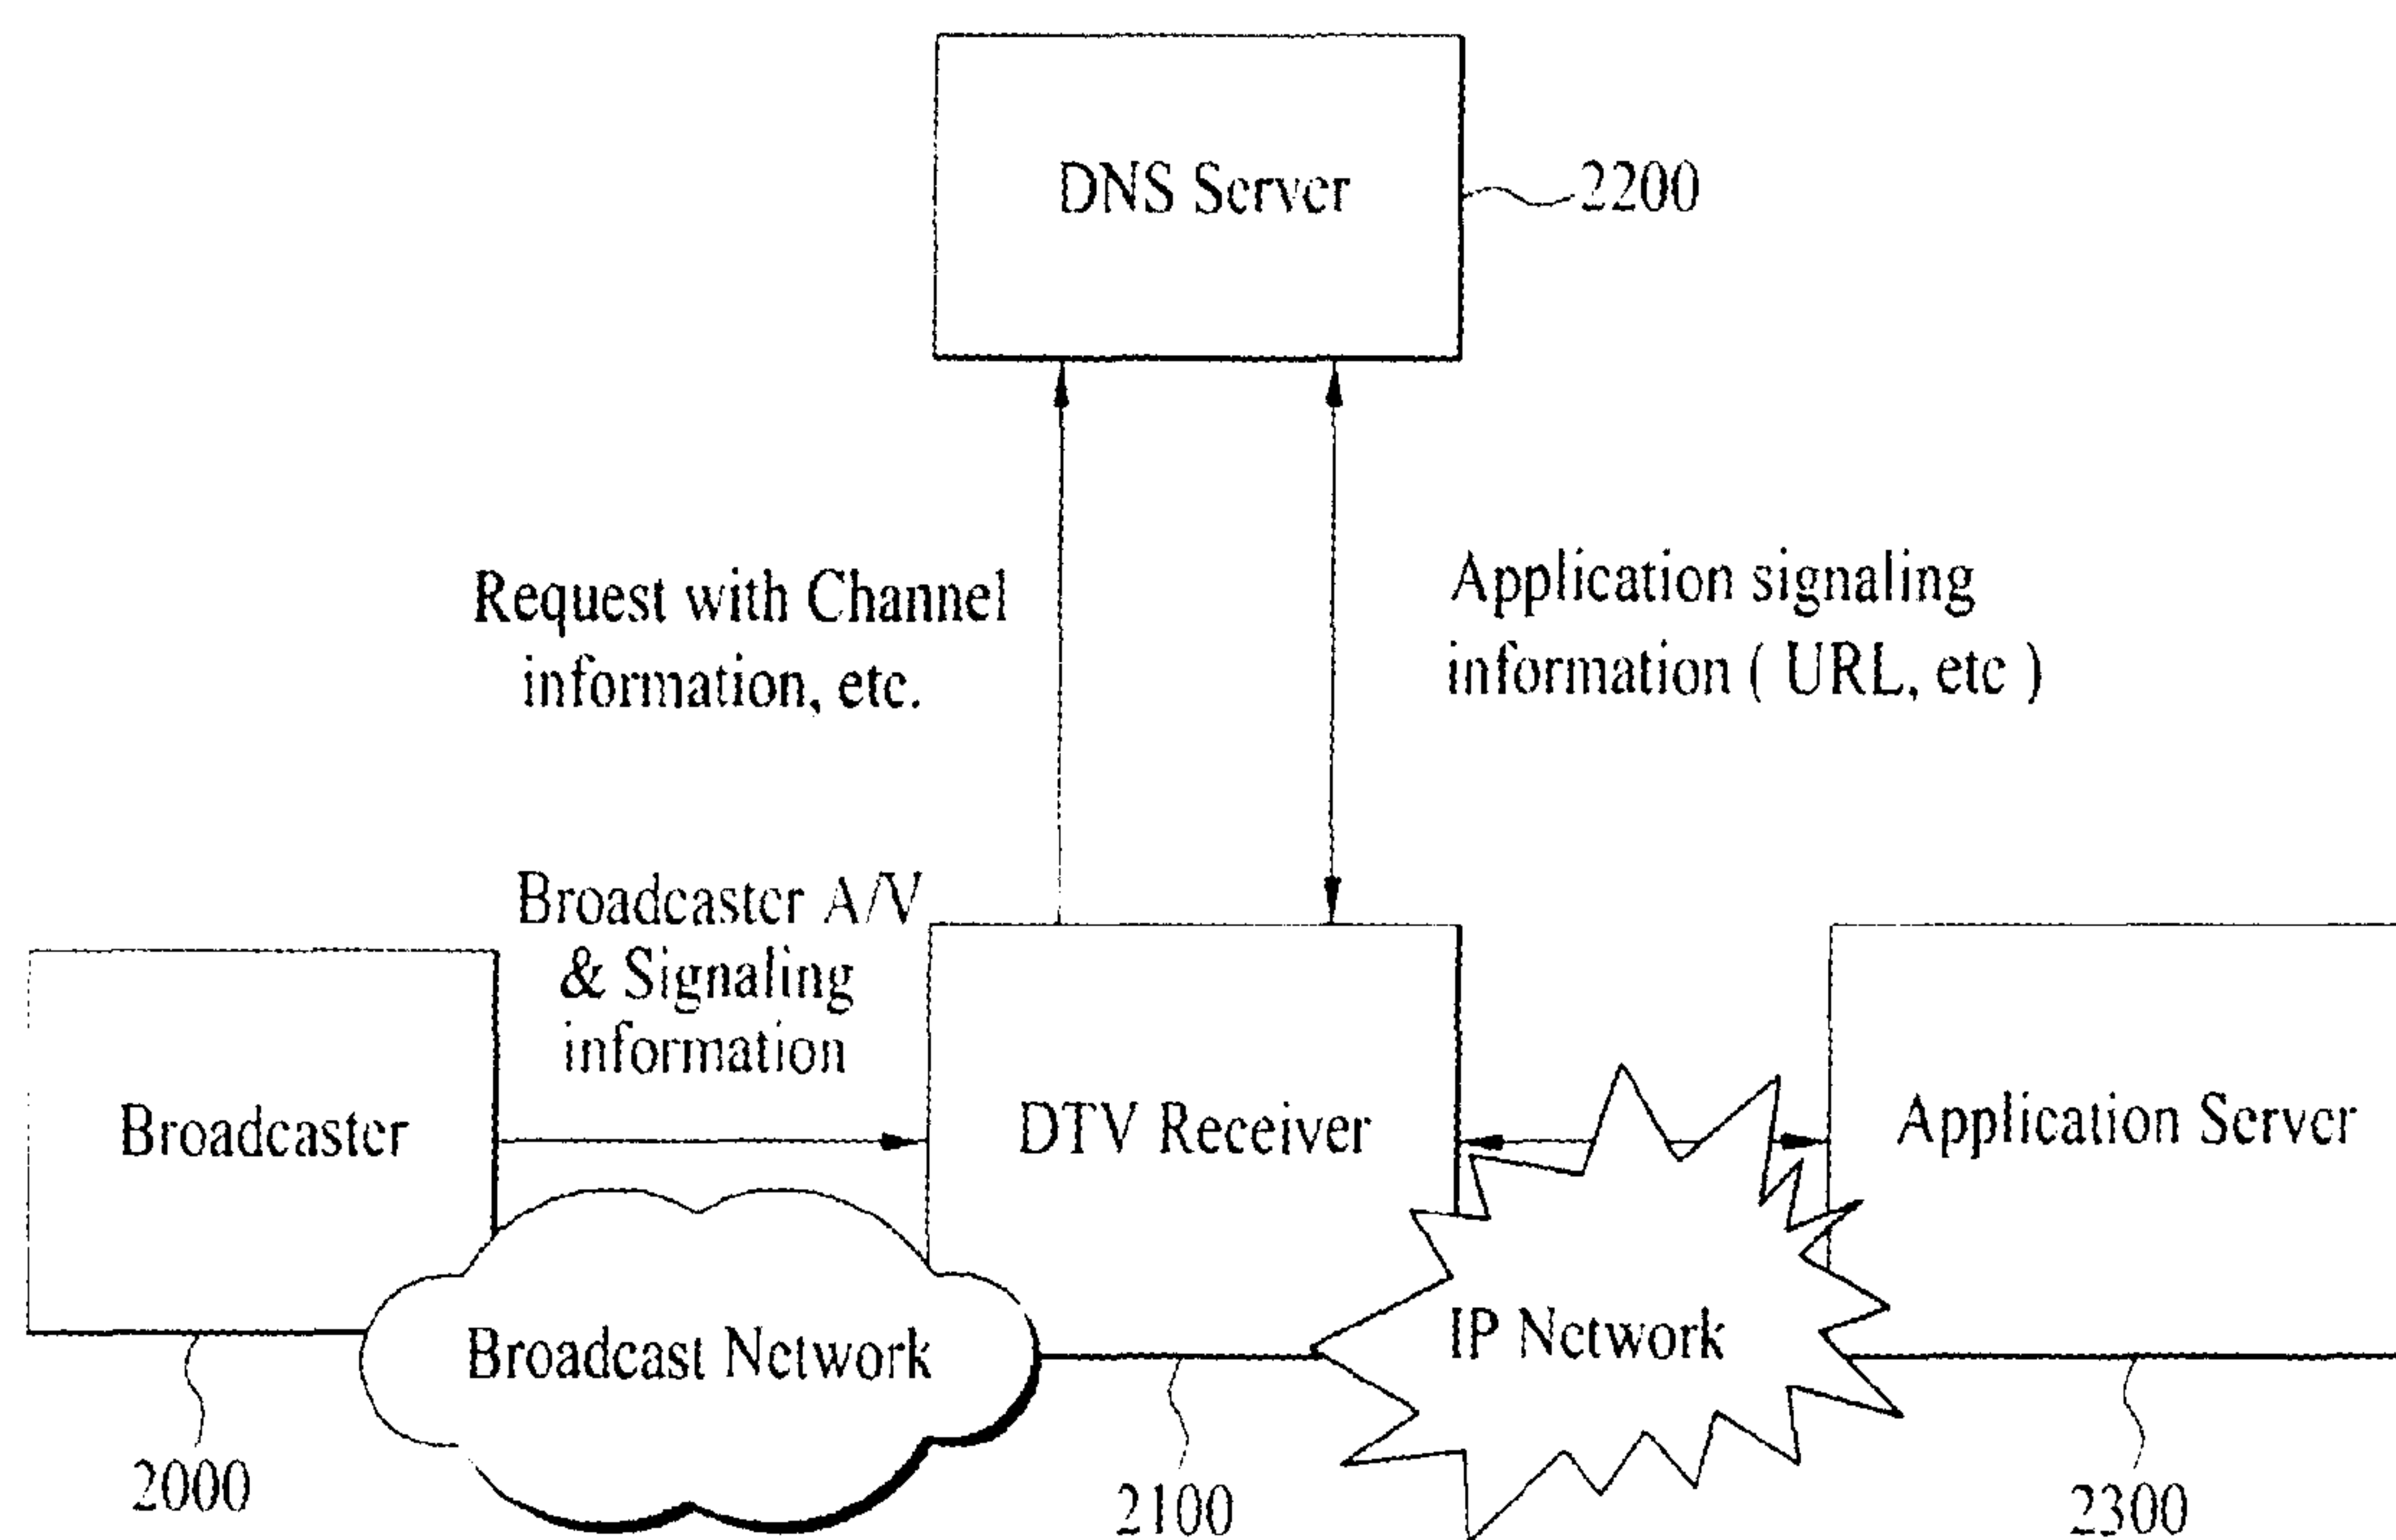 DNS Server
2200
Request with Channel
information, etc.
Application signaling
information ( URL, etc )
Broadcaster A/V
& Signaling
information
Broadcaster
DTV Receiver
Application Server
Broadcast Network
IP Network
2000
2100
2300